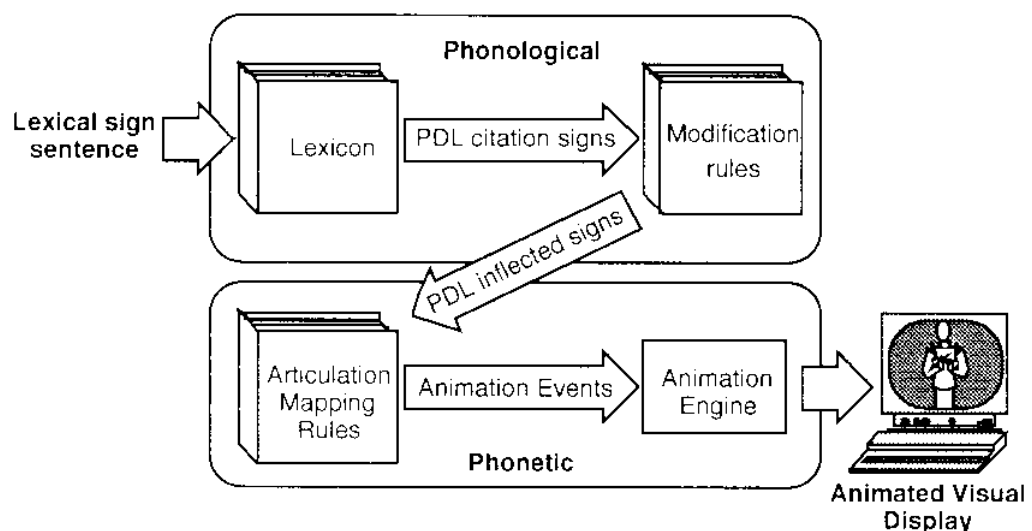 Phonological
Lexical sign
sentence
Lexicon
PDL citation signs
Modification
rules
PDL inflected signs
Articulation
Mapping
Rules
Animation Events
Animation
Engine
Phonetic
Animated Visual
Display